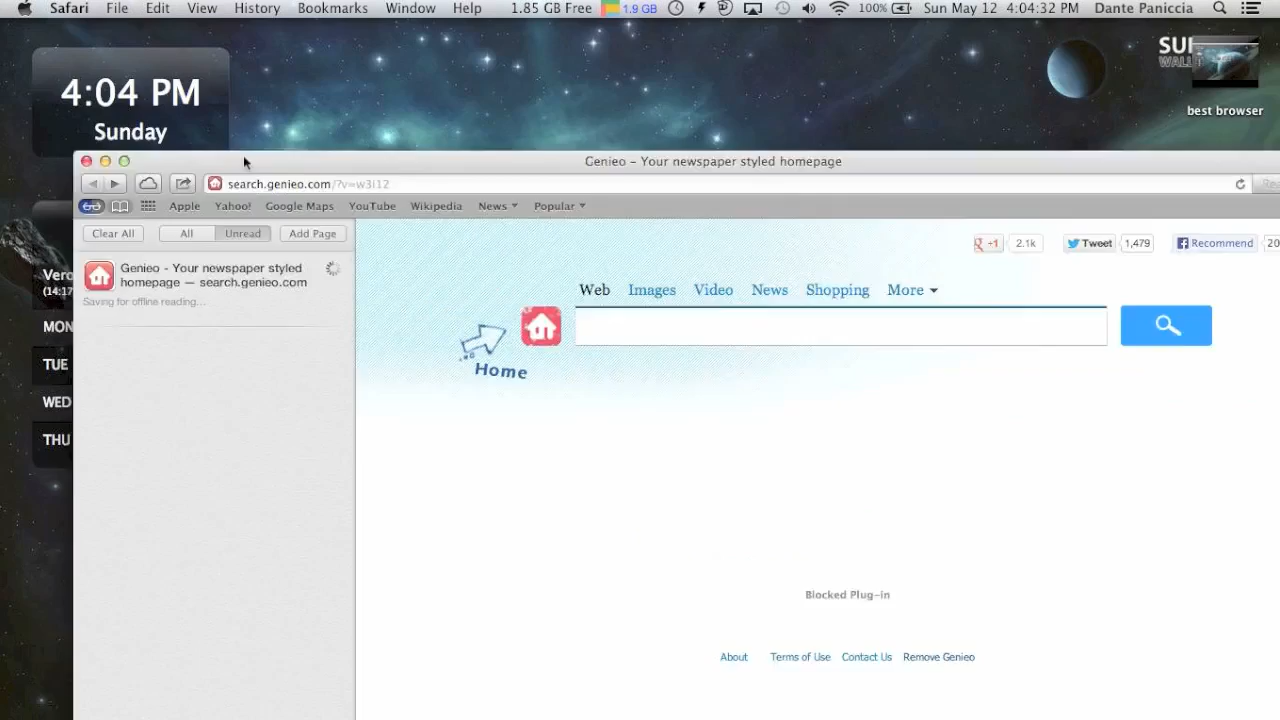 Safari File Edit View History Bookmarks Window Help 1.85 GB Free 1.9 GB 100% Sun May 12 4:04:32 PM Dante Paniccia
4:04 PM
Sunday
best browser
Genieo – Your newspaper styled homepage
search.genieo.com/?v=w3i12
Apple Yahoo! Google Maps YouTube Wikipedia News Popular
Clear All All Unread Add Page
Genieo - Your newspaper styled
homepage — search.genieo.com
Saving for offline reading...
+1 2.1k Tweet 1,479 Recommend
Web Images Video News Shopping More
Home
(14:17
MON
TUE
WED
THU
Blocked Plug-in
About Terms of Use Contact Us Remove Genieo